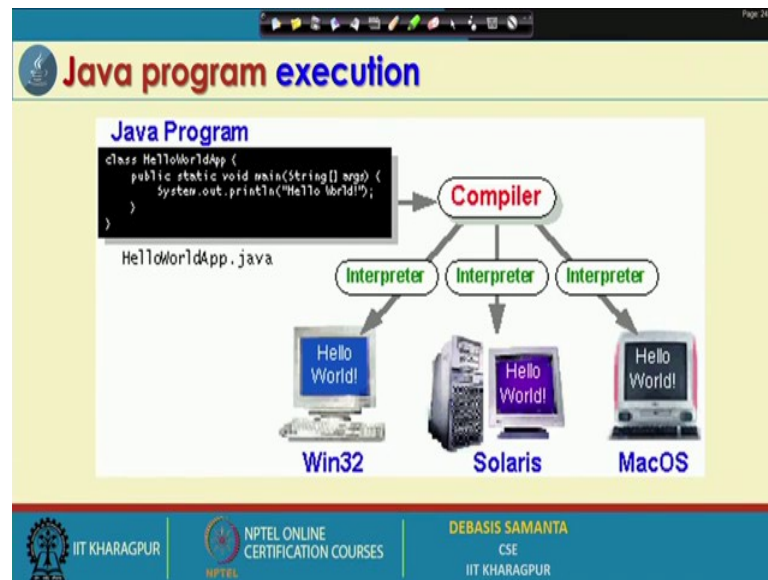 Page: 24
Java program execution
Java Program
class HelloWorldApp {
public static void main(String[] args) {
System.out.println("Hello World!");
}
}
HelloWorldApp.java
Compiler
Interpreter
Interpreter
Interpreter
Hello
World!
Hello
World!
Hello
World!
Win32
Solaris
MacOS
IIT KHARAGPUR
NPTEL
NPTEL ONLINE
CERTIFICATION COURSES
DEBASIS SAMANTA
CSE
IIT KHARAGPUR